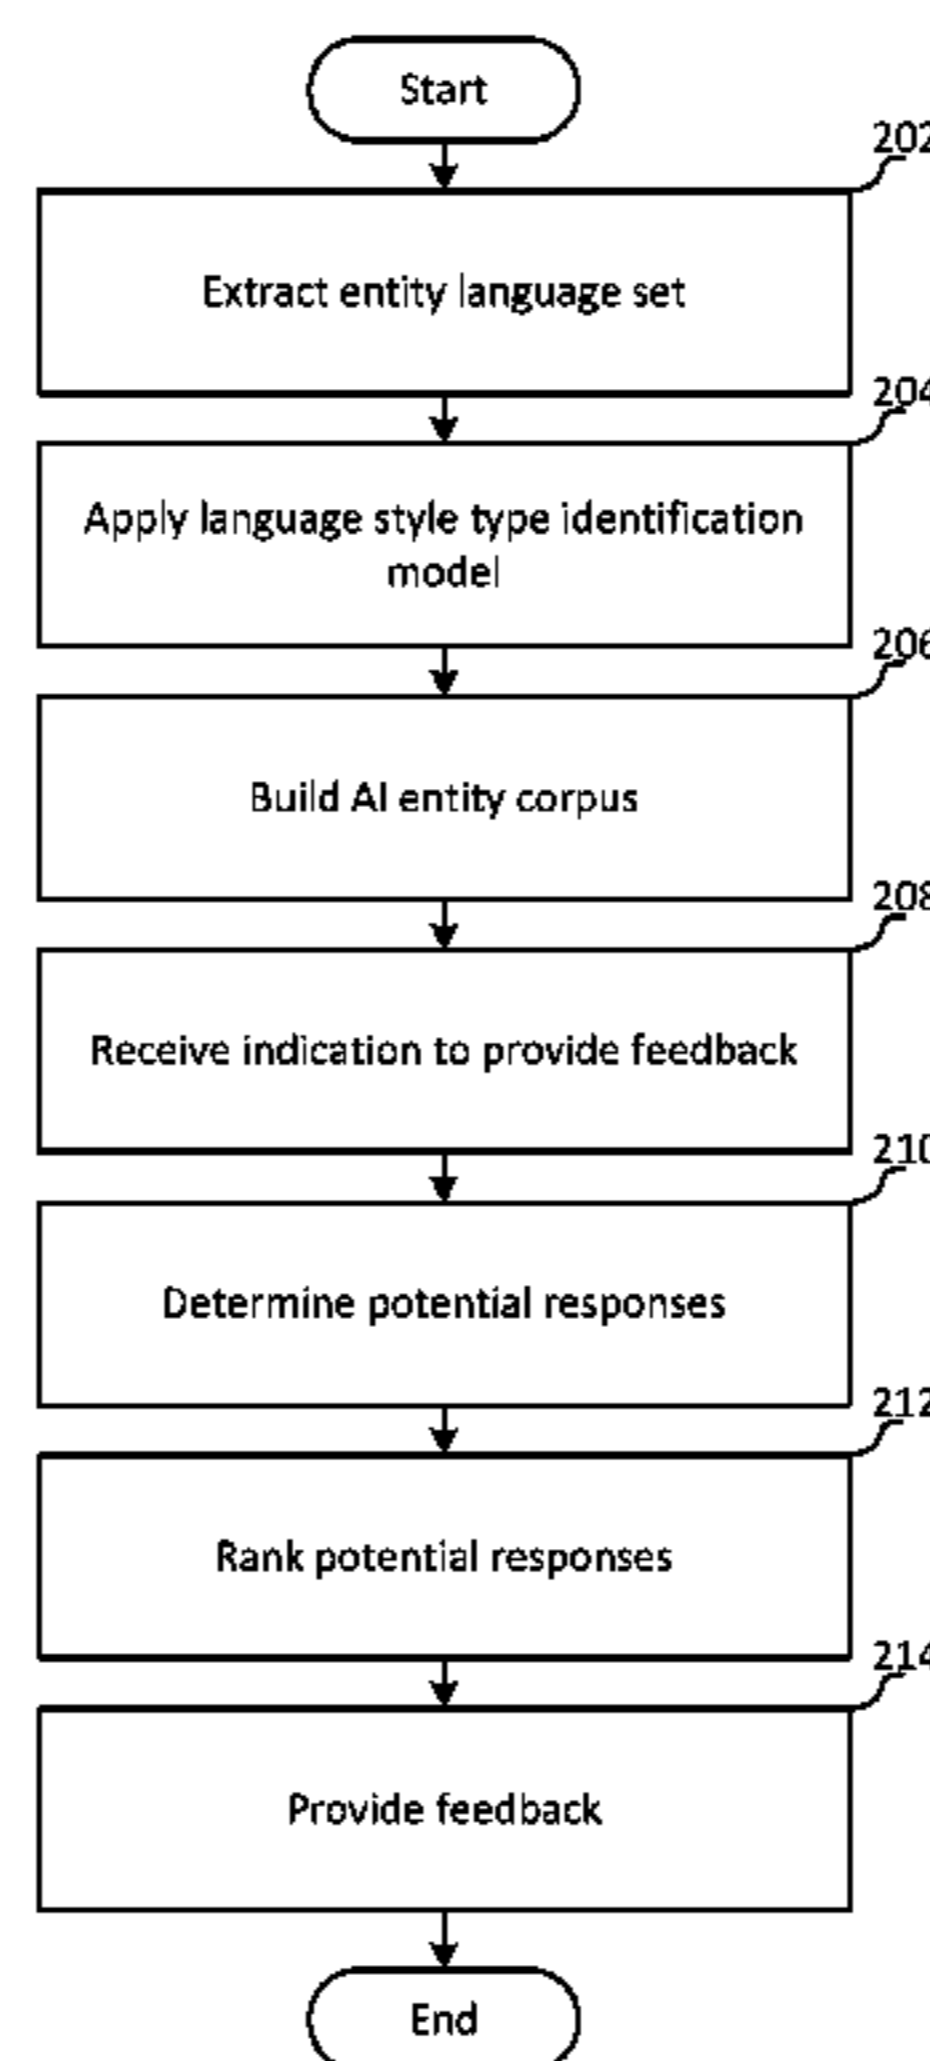 Start
202
Extract entity language set
204
Apply language style type identification
model
206
Build AI entity corpus
208
Receive indication to provide feedback
210
Determine potential responses
212
Rank potential responses
214
Provide feedback
End